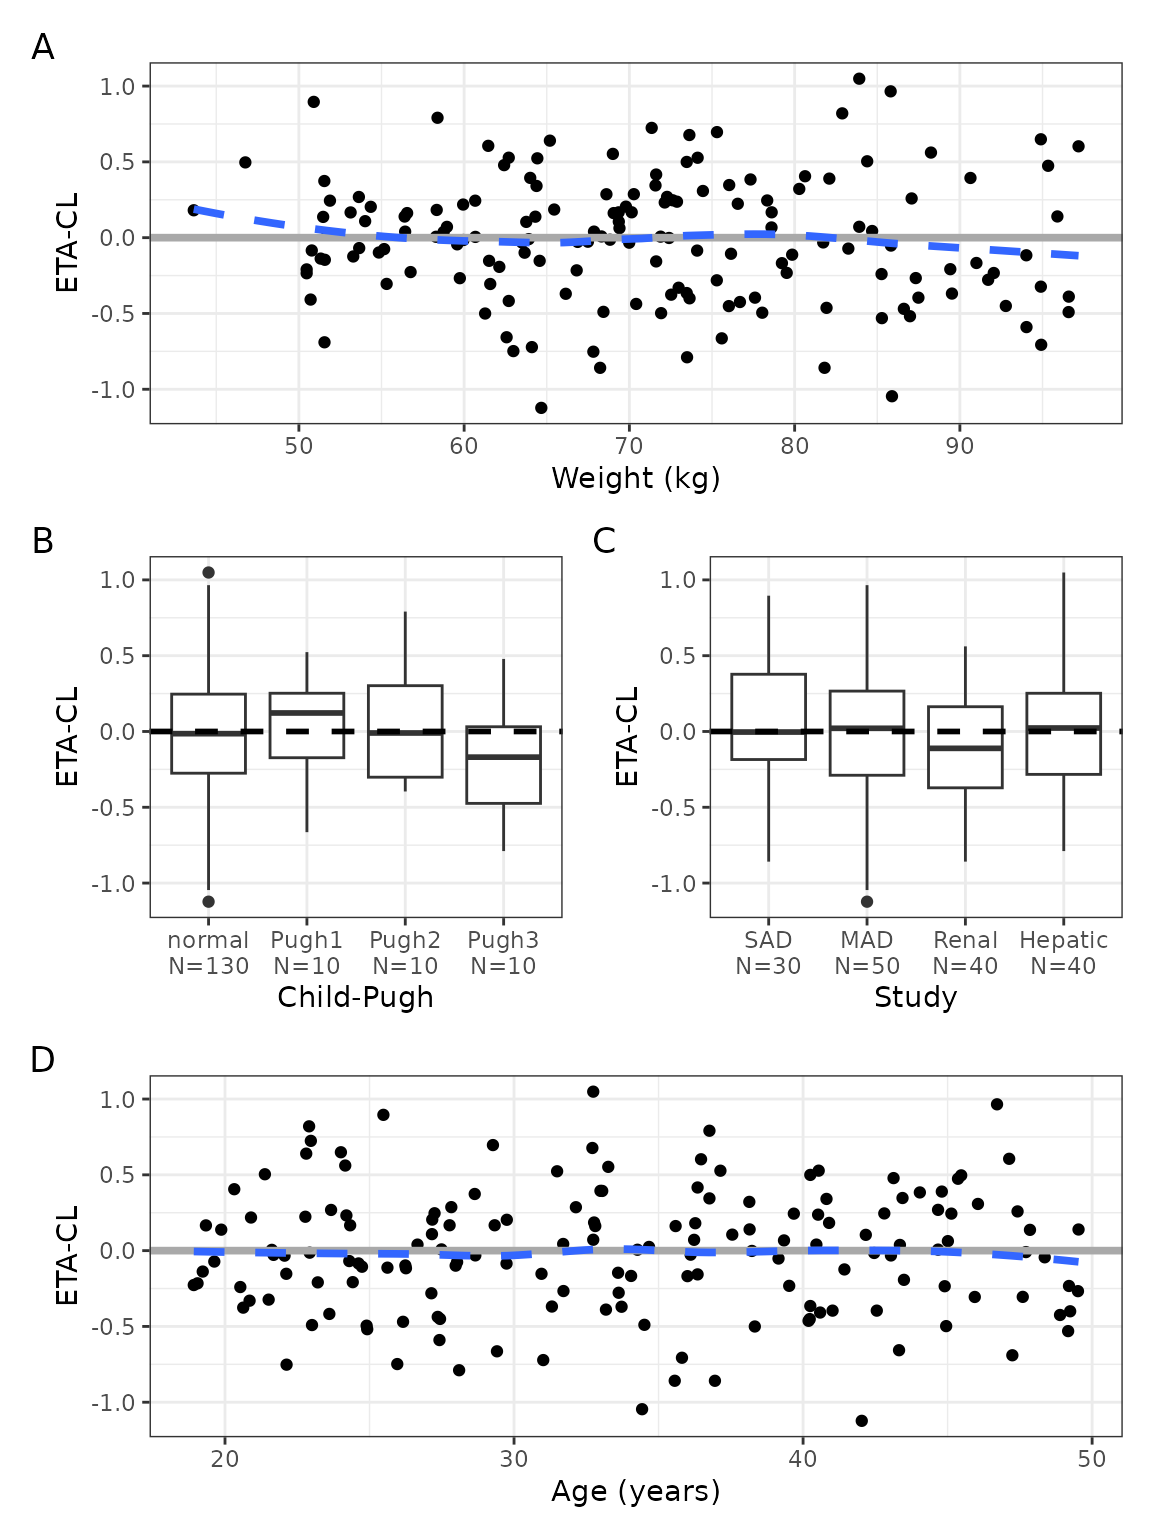 A
ETA-CL
1.0
0.5
0.0
-0.5
-1.0
50 60 70 80 90
Weight (kg)
B
ETA-CL
1.0
0.5
0.0
-0.5
-1.0
normal Pugh1 Pugh2 Pugh3
N=130 N=10 N=10 N=10
Child-Pugh
C
ETA-CL
1.0
0.5
0.0
-0.5
-1.0
SAD MAD Renal Hepatic
N=30 N=50 N=40 N=40
Study
D
ETA-CL
1.0
0.5
0.0
-0.5
-1.0
20 30 40 50
Age (years)